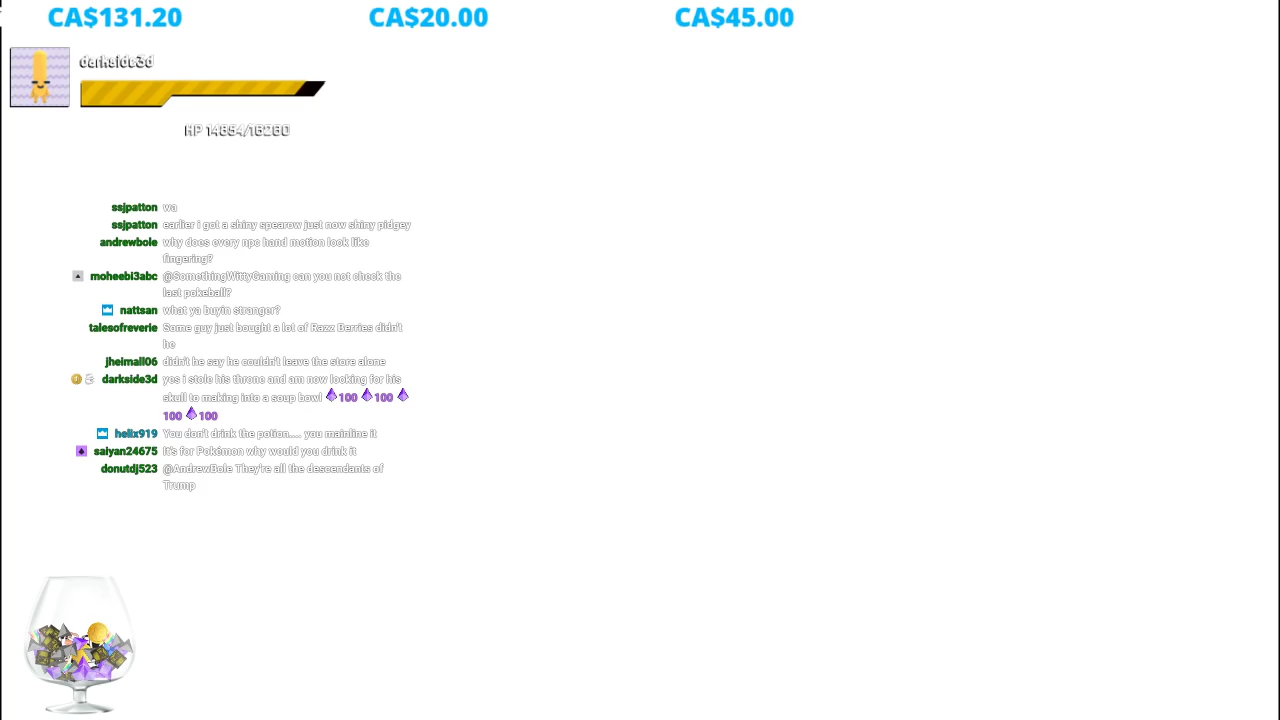 CA$131.20 CA$20.00 CA$45.00
darkside3d
HP 14854/18280
ssjpatton wa
ssjpatton earlier i got a shiny spearow just now shiny pidgey
andrewbole why does every npc hand motion look like
fingering?
moheebi3abc @SomethingWittyGaming can you not check the
last pokeball?
nattsan what ya buyin stranger?
talesofreverie Some guy just bought a lot of Razz Berries didn't
he
jheimall06 didn't he say he couldn't leave the store alone
darkside3d yes i stole his throne and am now looking for his
skull to making into a soup bowl 100 100
100 100
helix919 You don't drink the potion.... you mainline it
saiyan24675 It's for Pokémon why would you drink it
donutdj523 @AndrewBole They're all the descendants of
Trump